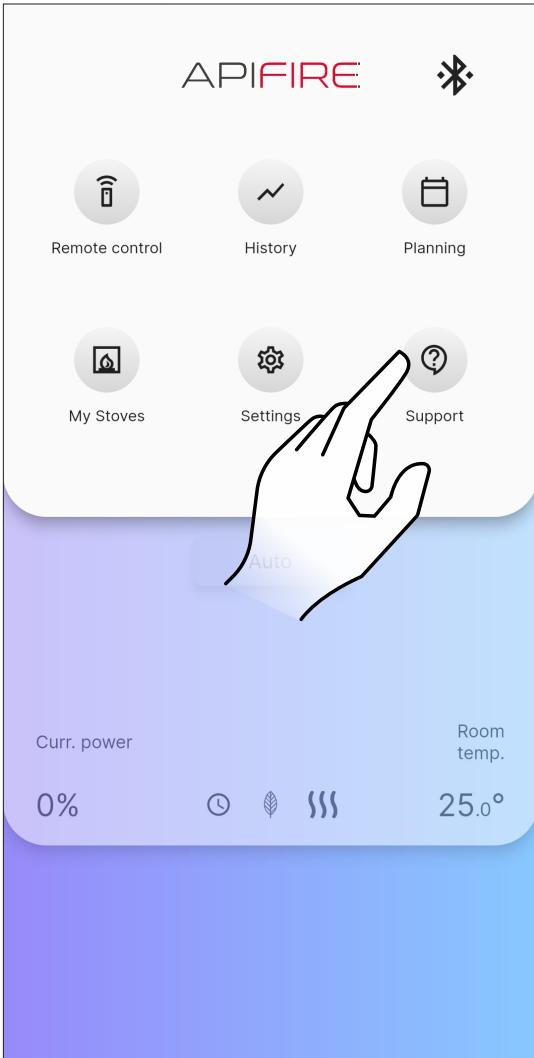 APIFIRE
Remote control
History
Planning
My Stoves
Settings
Support
Auto
Curr. power
Room
temp.
0%
25.0°